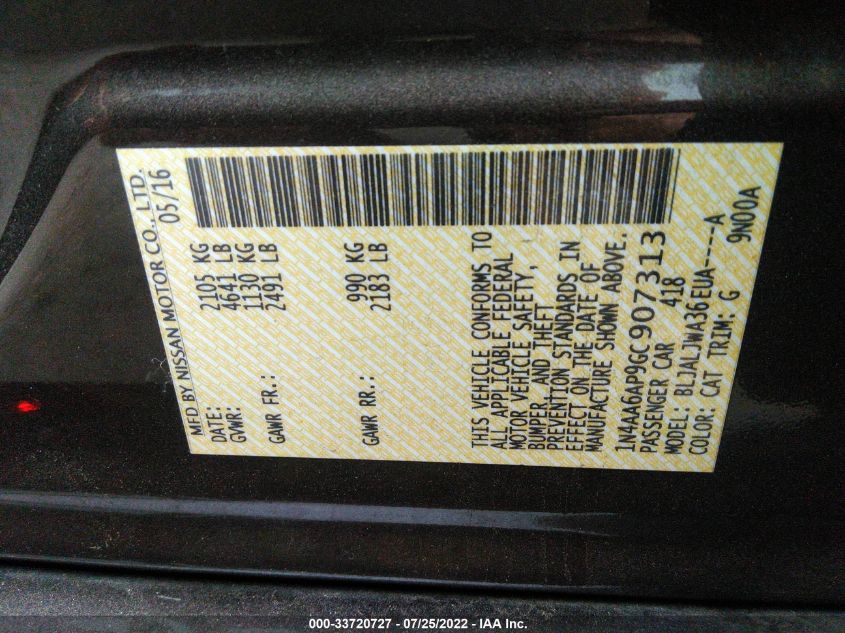 MFD BY NISSAN MOTOR CO., LTD.
DATE: 05/16
GVWR: 2105 KG
4641 LB
GAWR FR.: 1130 KG
2491 LB
GAWR RR.: 990 KG
2183 LB
THIS VEHICLE CONFORMS TO
ALL APPLICABLE FEDERAL
MOTOR VEHICLE SAFETY,
BUMPER, AND THEFT
PREVENTION STANDARDS IN
EFFECT ON THE DATE OF
MANUFACTURE SHOWN ABOVE.
1N4AA6AP9GC907313
PASSENGER CAR 418
MODEL: BLJALJWA36EUA----A
COLOR: CAT TRIM: G 9N00A
000-33720727 - 07/25/2022 - IAA Inc.